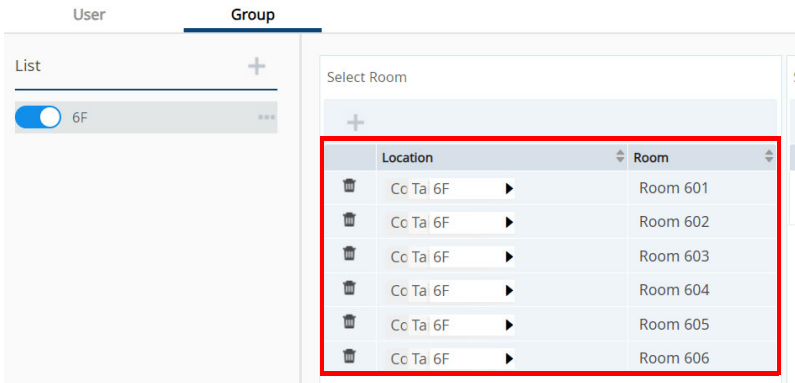 User Group
List
6F
Select Room
Location Room
Co Ta 6F Room 601
Co Ta 6F Room 602
Co Ta 6F Room 603
Co Ta 6F Room 604
Co Ta 6F Room 605
Co Ta 6F Room 606